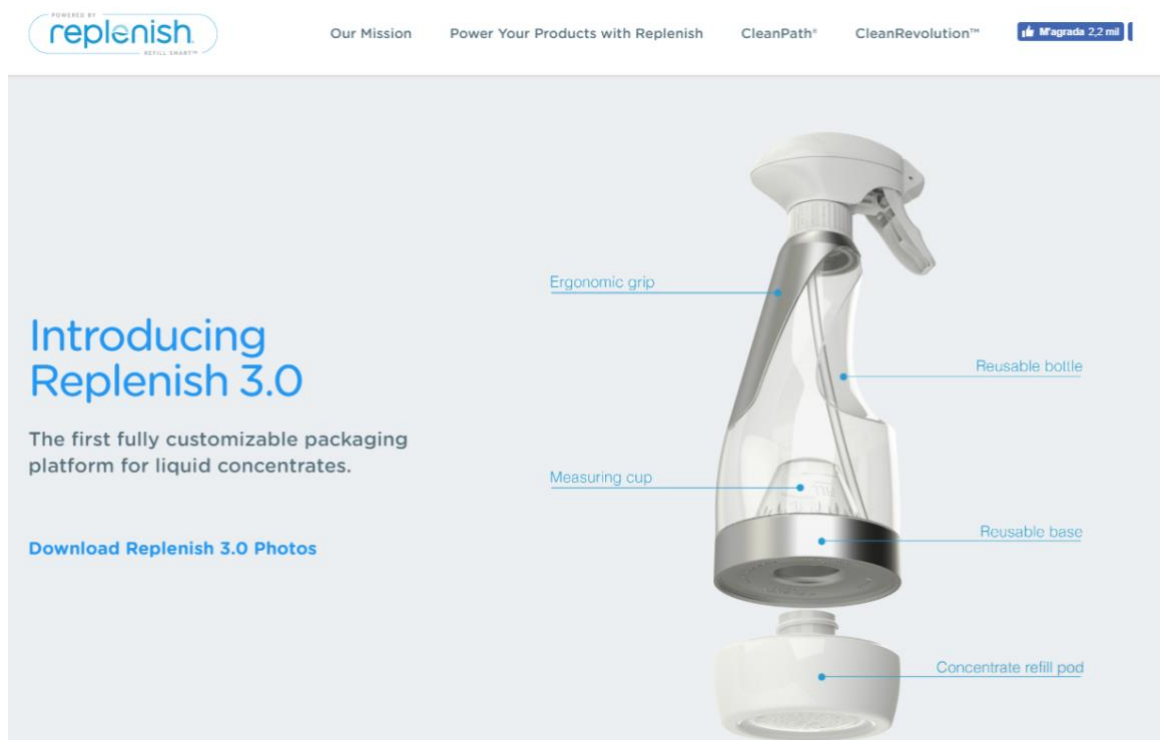 POWERED BY
replenish
REFILL SMART™
Our Mission
Power Your Products with Replenish
CleanPath®
CleanRevolution™
M'agrada 2,2 mil
Ergonomic grip
Introducing
Replenish 3.0
Reusable bottle
The first fully customizable packaging
platform for liquid concentrates.
Measuring cup
Reusable base
Download Replenish 3.0 Photos
Concentrate refill pod